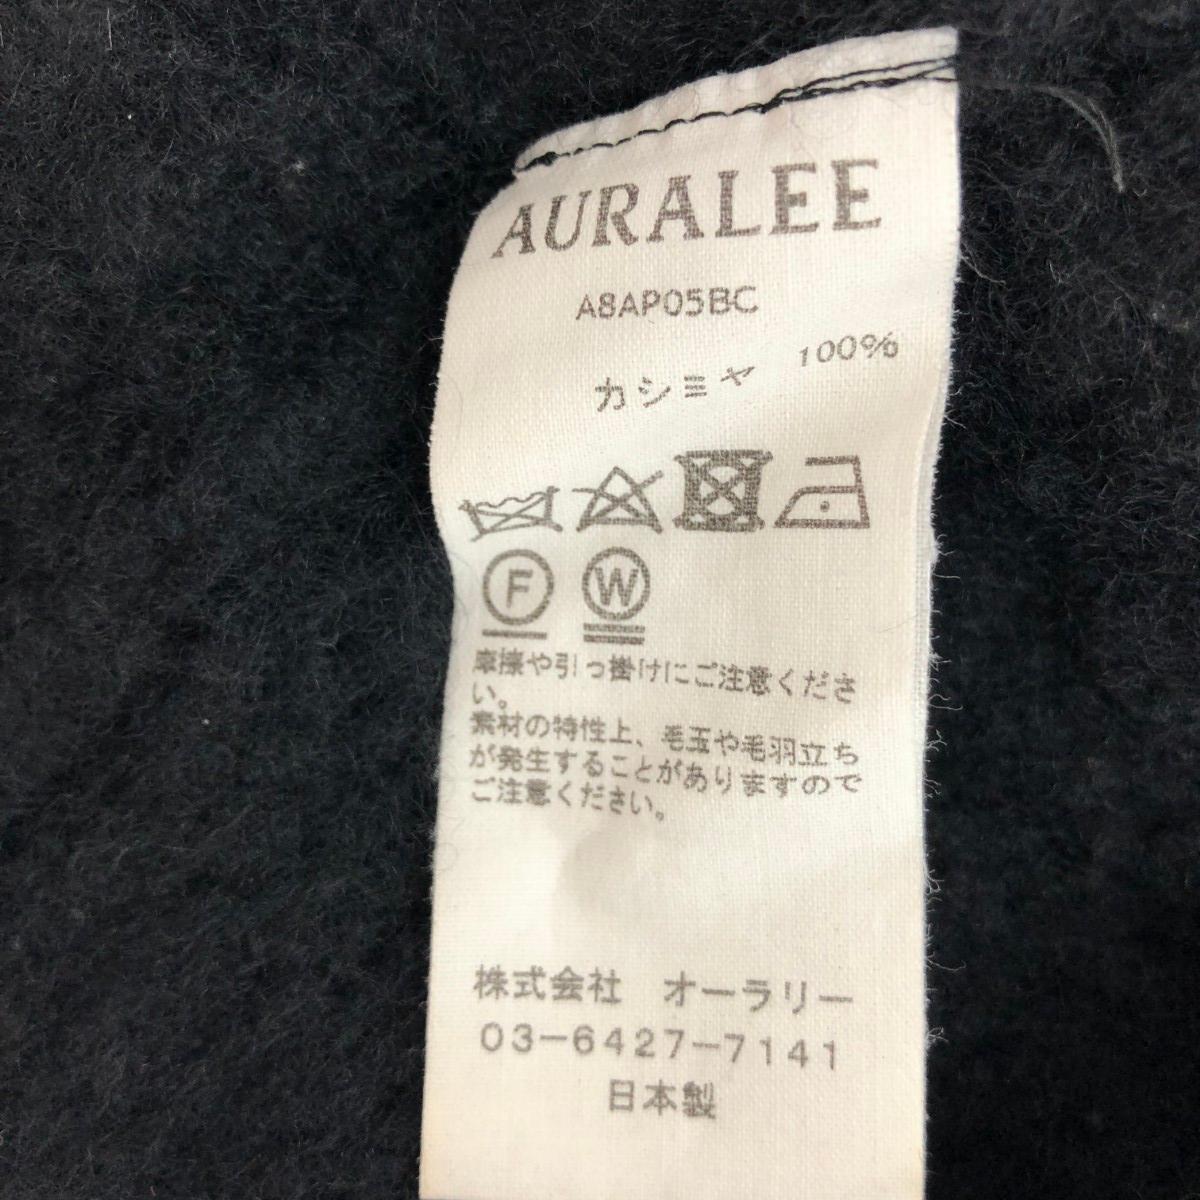 AURALEE
A8AP05BC
カシミヤ 100%
F W
摩擦や引っ掛けにご注意くださ
い。
素材の特性上、毛玉や毛羽立ち
が発生することがありますので
ご注意ください。
株式会社 オーラリー
03-6427-7141
日本製